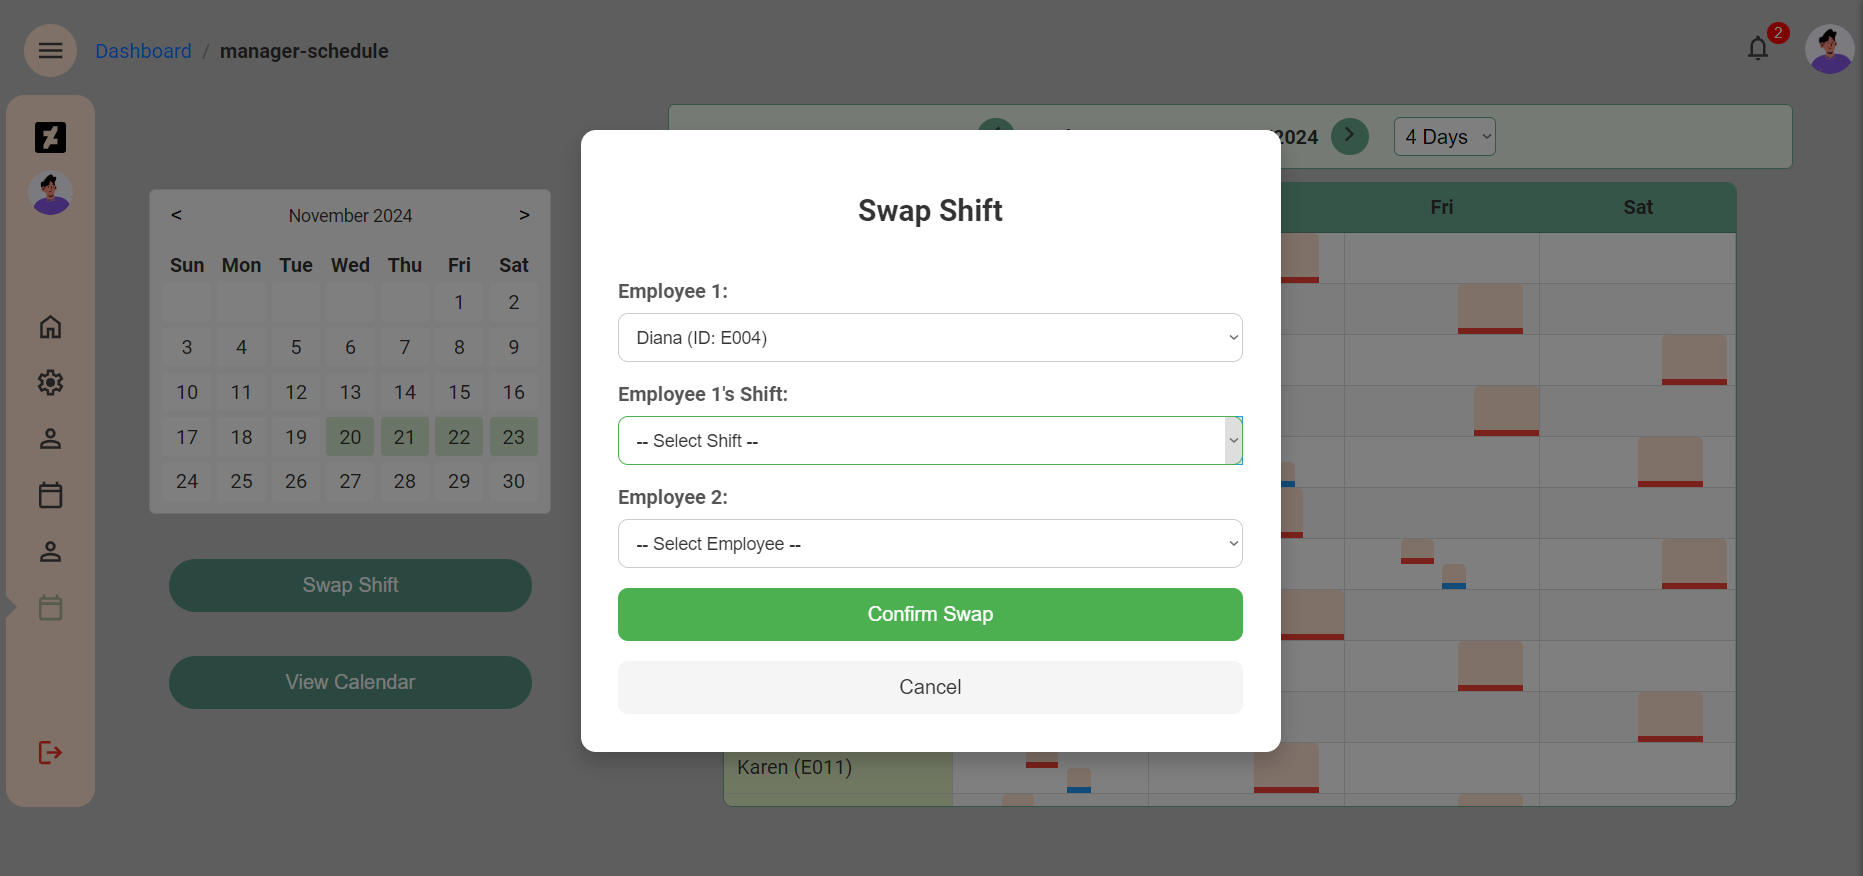 Dashboard / manager-schedule
2
2024
4 Days
< November 2024 >
Sun Mon Tue Wed Thu Fri Sat
1 2
3 4 5 6 7 8 9
10 11 12 13 14 15 16
17 18 19 20 21 22 23
24 25 26 27 28 29 30
Swap Shift
View Calendar
Swap Shift
Employee 1:
Diana (ID: E004)
Employee 1's Shift:
-- Select Shift --
Employee 2:
-- Select Employee --
Confirm Swap
Cancel
Fri Sat
Karen (E011)